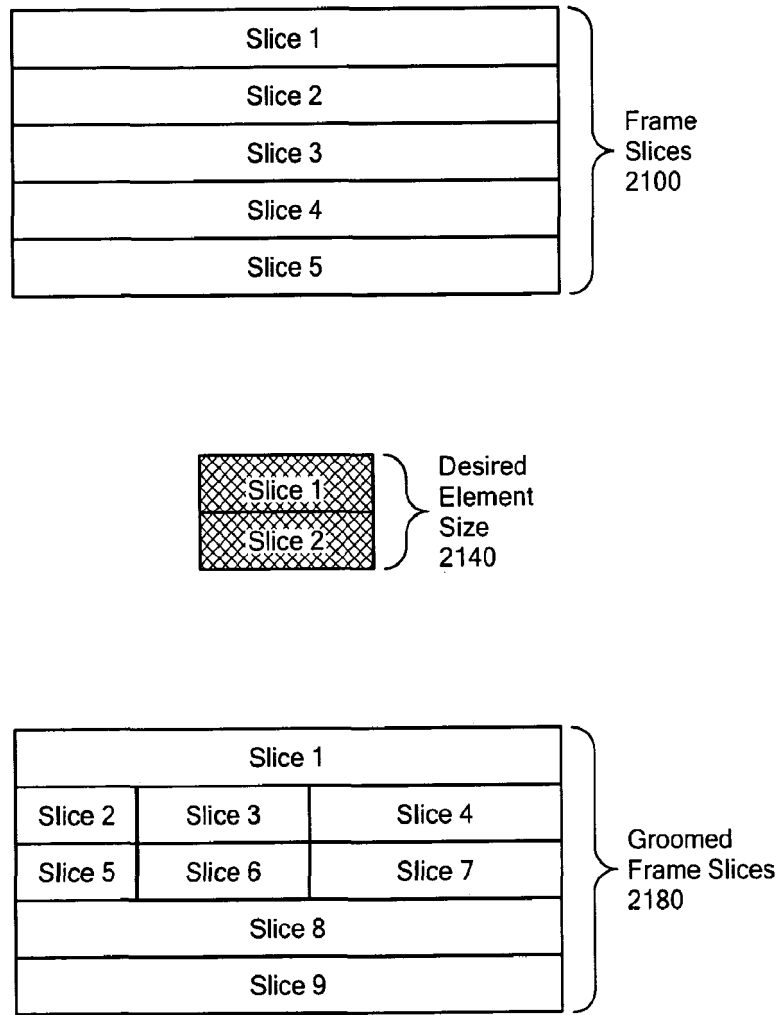 Slice 1
Slice 2
Slice 3
Slice 4
Slice 5
Frame
Slices
2100
Slice 1
Slice 2
Desired
Element
Size
2140
Slice 1
Slice 2 Slice 3 Slice 4
Slice 5 Slice 6 Slice 7
Slice 8
Slice 9
Groomed
Frame Slices
2180